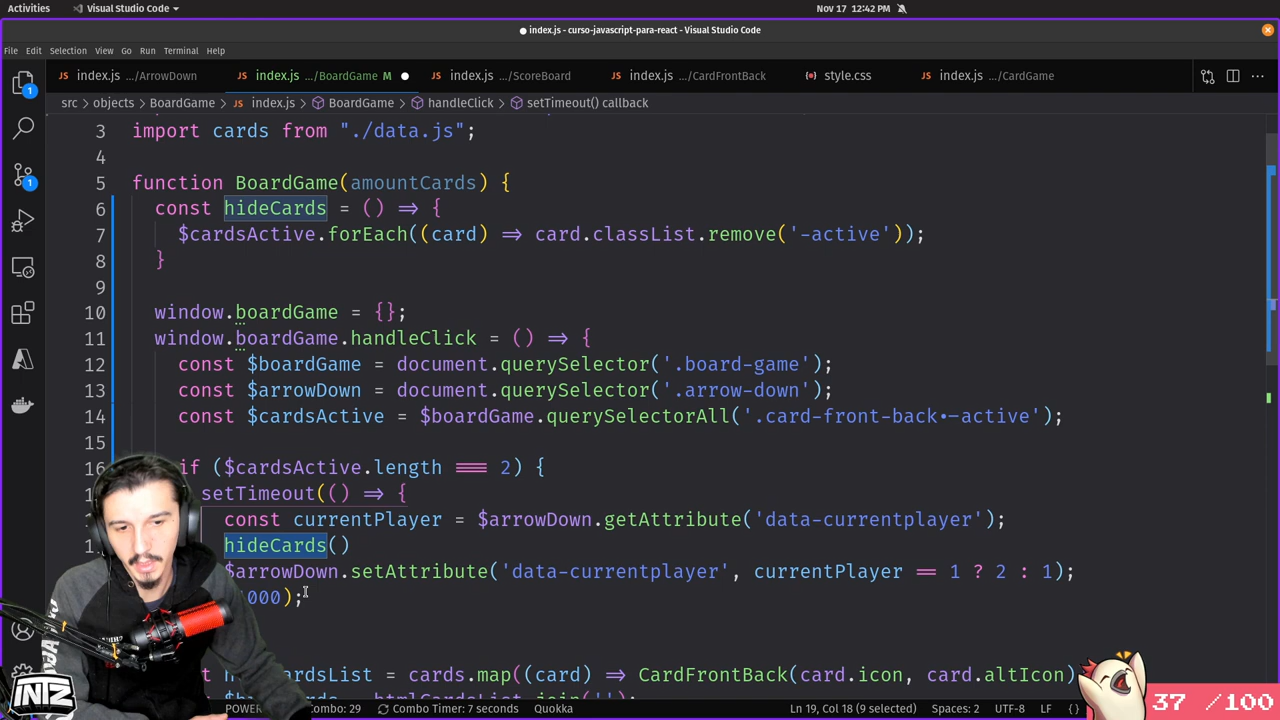 Activities
Visual Studio Code
Nov 17 12:42 PM
index.js - curso-javascript-para-react - Visual Studio Code
File Edit Selection View Go Run Terminal Help
JS index.js .../ArrowDown
JS index.js .../BoardGame M
JS index.js .../ScoreBoard
JS index.js .../CardFrontBack
style.css
JS index.js .../CardGame
src > objects > BoardGame > JS index.js > BoardGame > handleClick > setTimeout() callback
3 import cards from "./data.js";
4
5 function BoardGame(amountCards) {
6 const hideCards = () => {
7 $cardsActive.forEach((card) => card.classList.remove('-active'));
8 }
9
10 window.boardGame = {};
11 window.boardGame.handleClick = () => {
12 const $boardGame = document.querySelector('.board-game');
13 const $arrowDown = document.querySelector('.arrow-down');
14 const $cardsActive = $boardGame.querySelectorAll('.card-front-back.-active');
15
16 if ($cardsActive.length === 2) {
setTimeout(() => {
const currentPlayer = $arrowDown.getAttribute('data-currentplayer');
hideCards()
$arrowDown.setAttribute('data-currentplayer', currentPlayer == 1 ? 2 : 1);
000);
cards.map((card) => CardFrontBack(card.icon, card.altIcon)
INTZ
Combo: 29
Combo Timer: 7 seconds
Quokka
Ln 19, Col 18 (9 selected)
Spaces: 2
UTF-8
LF
{ }
37 /100